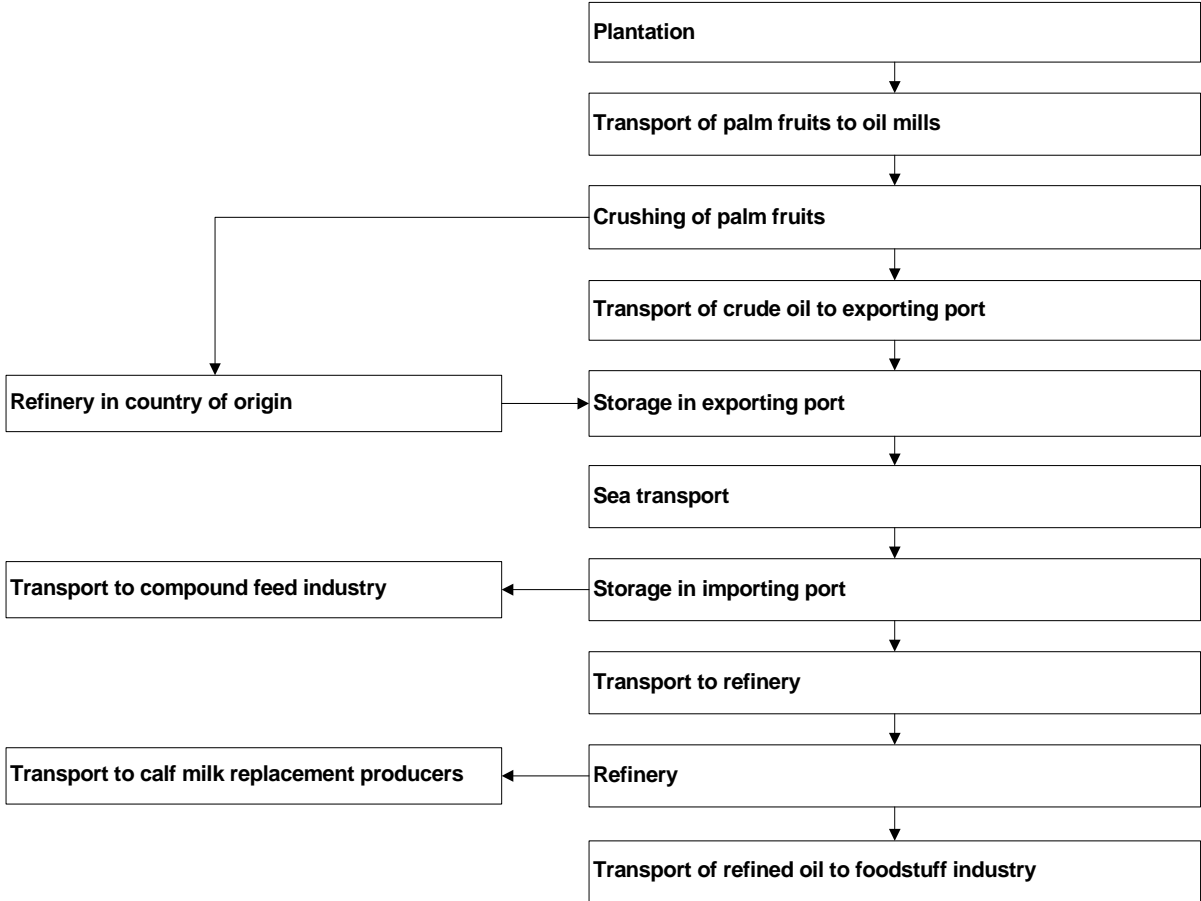 Plantation
Transport of palm fruits to oil mills
Crushing of palm fruits
Transport of crude oil to exporting port
Refinery in country of origin
Storage in exporting port
Sea transport
Transport to compound feed industry
Storage in importing port
Transport to refinery
Transport to calf milk replacement producers
Refinery
Transport of refined oil to foodstuff industry